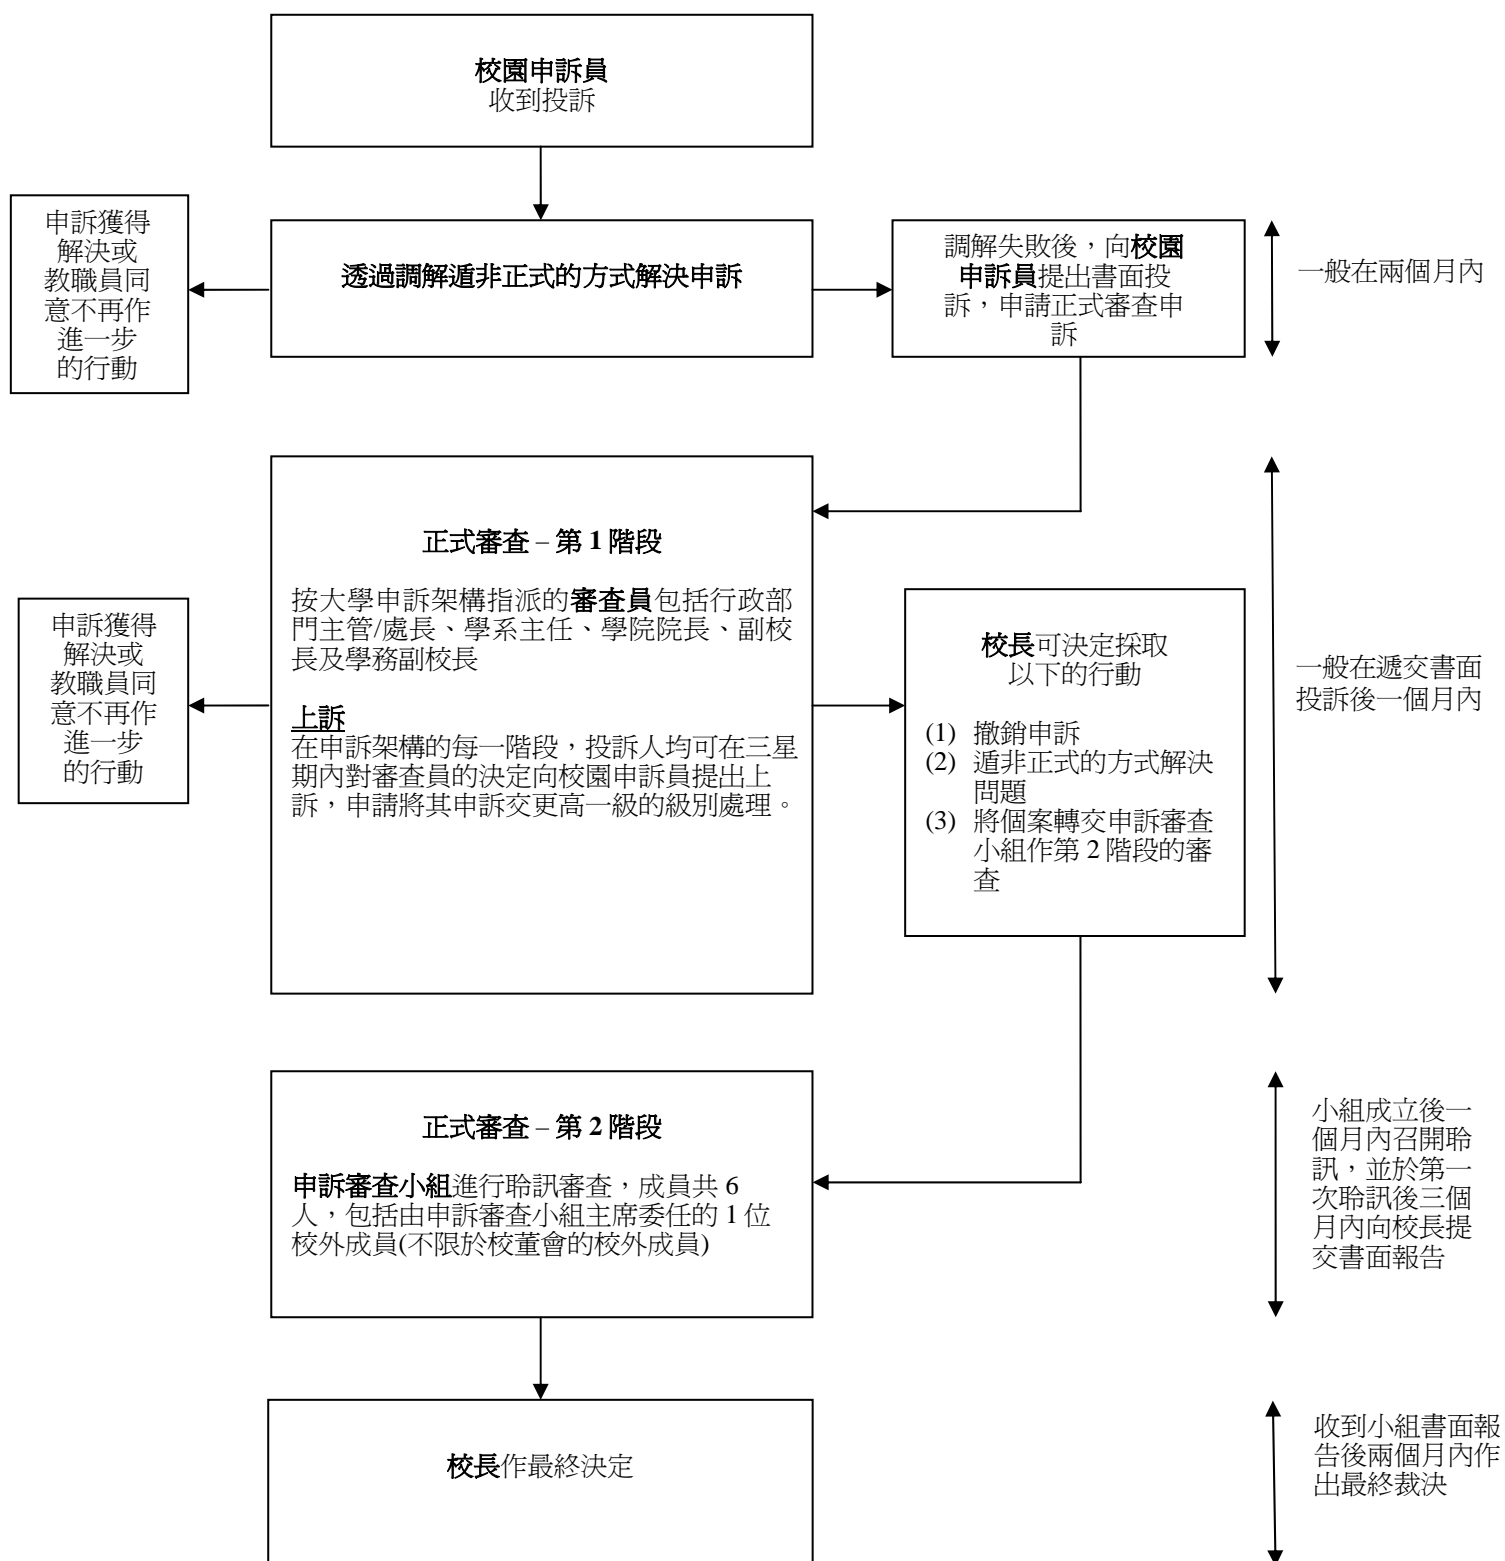 校園申訴員
收到投訴
申訴獲得
解決或
教職員同
意不再作
進一步
的行動
透過調解遁非正式的方式解決申訴
調解失敗後，向校園
申訴員提出書面投
訴，申請正式審查申
訴
一般在兩個月內
正式審查 – 第 1 階段
按大學申訴架構指派的審查員包括行政部
門主管/處長、學系主任、學院院長、副校
長及學務副校長
上訴
在申訴架構的每一階段，投訴人均可在三星
期內對審查員的決定向校園申訴員提出上
訴，申請將其申訴交更高一級的級別處理。
申訴獲得
解決或
教職員同
意不再作
進一步
的行動
校長可決定採取
以下的行動
(1) 撤銷申訴
(2) 遁非正式的方式解決
問題
(3) 將個案轉交申訴審查
小組作第 2 階段的審
查
一般在遞交書面
投訴後一個月內
正式審查 – 第 2 階段
申訴審查小組進行聆訊審查，成員共 6
人，包括由申訴審查小組主席委任的 1 位
校外成員(不限於校董會的校外成員)
小組成立後一
個月內召開聆
訊，並於第一
次聆訊後三個
月內向校長提
交書面報告
校長作最終決定
收到小組書面報
告後兩個月內作
出最終裁決